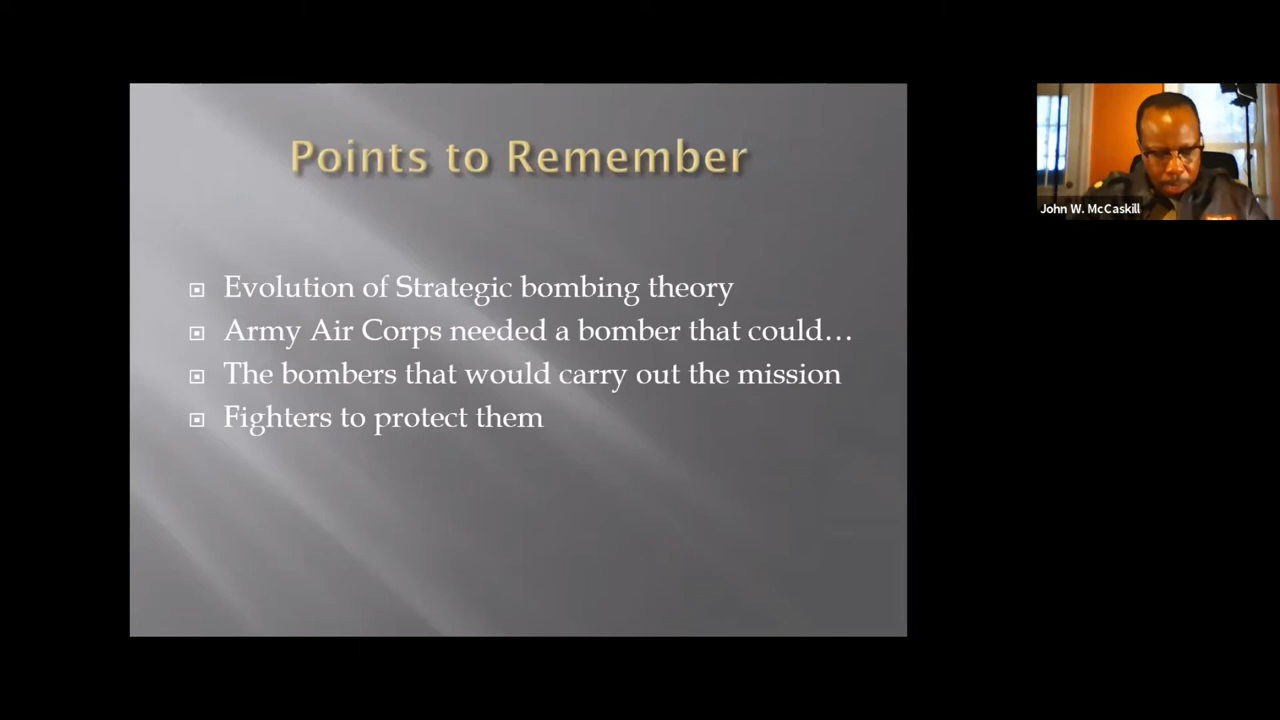 Points to Remember
Evolution of Strategic bombing theory
Army Air Corps needed a bomber that could…
The bombers that would carry out the mission
Fighters to protect them
John W. McCaskill